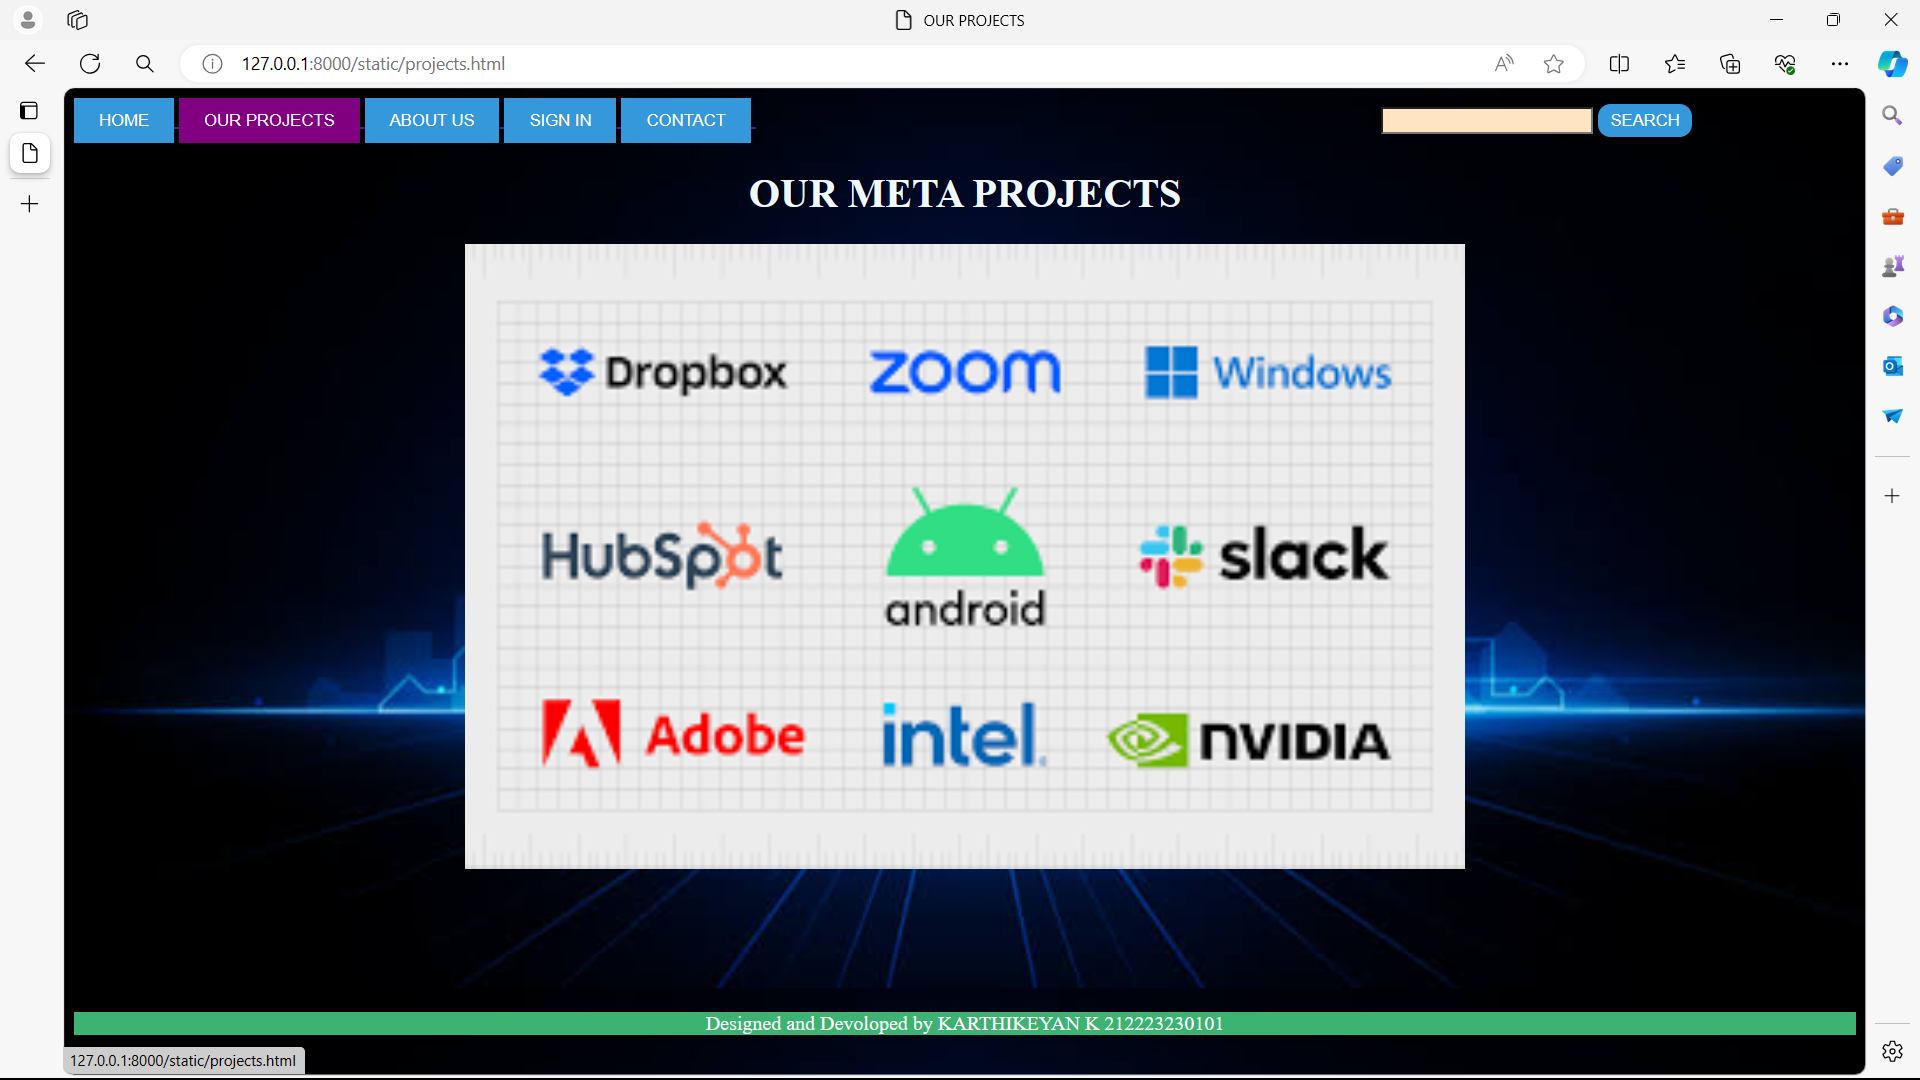 OUR PROJECTS
127.0.0.1:8000/static/projects.html
HOME OUR PROJECTS ABOUT US SIGN IN CONTACT SEARCH
OUR META PROJECTS
Dropbox zoom Windows
HubSpot android slack
Adobe intel. nVIDIA
Designed and Devoloped by KARTHIKEYAN K 212223230101
127.0.0.1:8000/static/projects.html